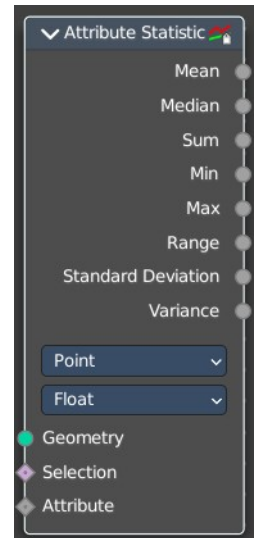 Attribute Statistic
Mean
Median
Sum
Min
Max
Range
Standard Deviation
Variance
Point
Float
Geometry
Selection
Attribute